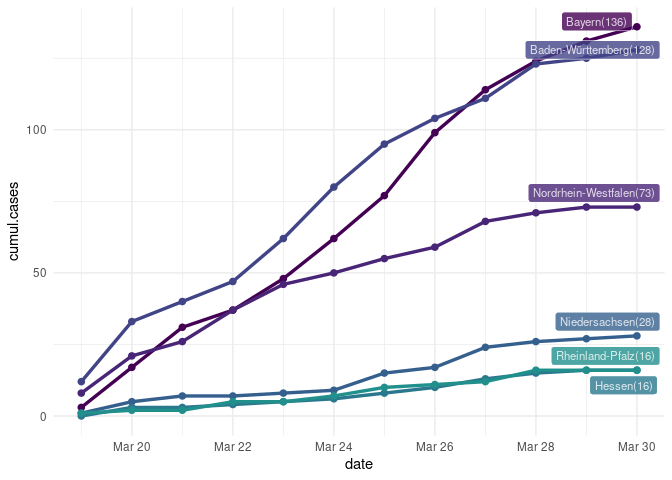 Bayern(136)
Baden-Württemberg(128)
Nordrhein-Westfalen(73)
Niedersachsen(28)
Rheinland-Pfalz(16)
Hessen(16)
cumul.cases
100
50
0
Mar 20 Mar 22 Mar 24 Mar 26 Mar 28 Mar 30
date